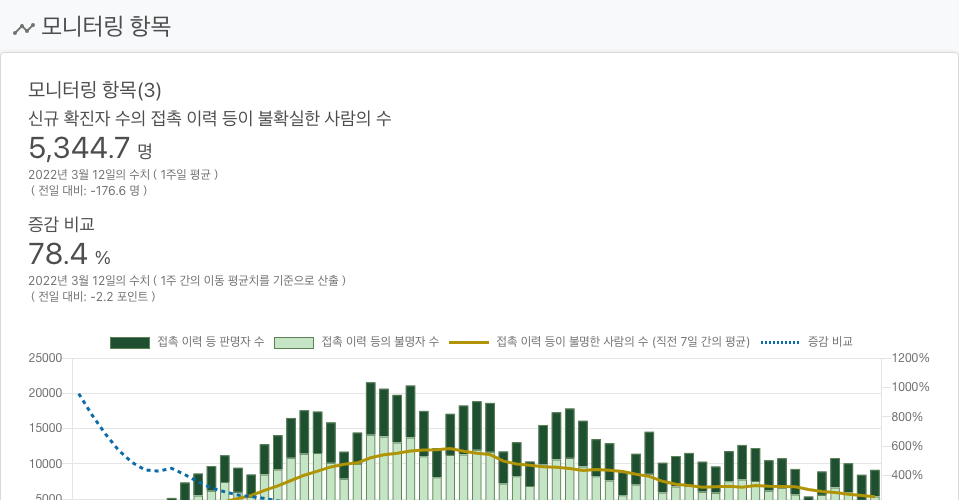 모니터링 항목
모니터링 항목(3)
신규 확진자 수의 접촉 이력 등이 불확실한 사람의 수
5,344.7 명
2022년 3월 12일의 수치 ( 1주일 평균 )
( 전일 대비: -176.6 명 )
증감 비교
78.4 %
2022년 3월 12일의 수치 ( 1주 간의 이동 평균치를 기준으로 산출 )
( 전일 대비: -2.2 포인트 )
접촉 이력 등 판명자 수 접촉 이력 등의 불명자 수 접촉 이력 등이 불명한 사람의 수 (직전 7일 간의 평균) 증감 비교
25000 1200%
20000 1000%
15000 800%
10000 600%
5000 400%